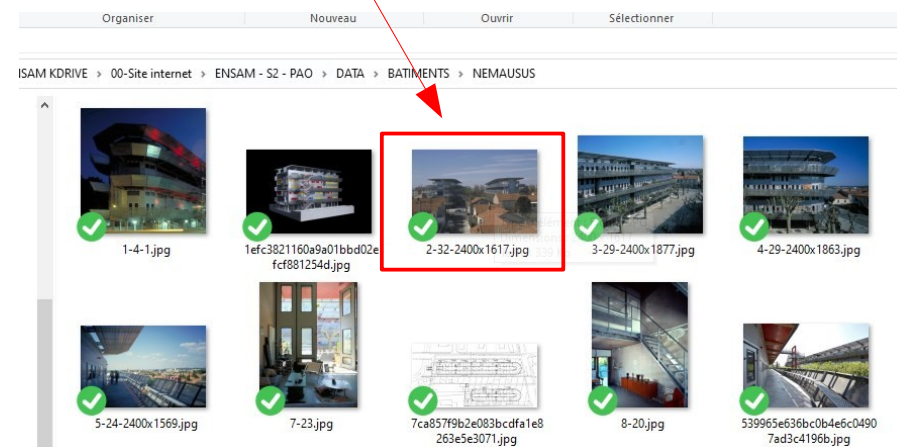 Organiser Nouveau Ouvrir Sélectionner
ISAM KDRIVE > 00-Site internet > ENSAM - S2 - PAO > DATA > BATIMENTS > NEMAUSUS
1-4-1.jpg
1efc3821160a9a01bbd02e
fcf881254d.jpg
2-32-2400x1617.jpg
3-29-2400x1877.jpg
4-29-2400x1863.jpg
5-24-2400x1569.jpg
7-23.jpg
7ca857f9b2e083bcdfa1e8
263e5e3071.jpg
8-20.jpg
539965e636bc0b4e6c0490
7ad3c4196b.jpg